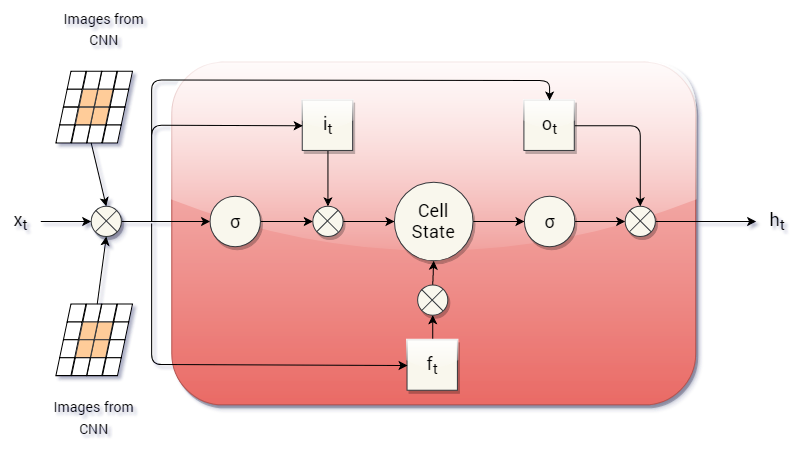 Images from
CNN
i_t
o_t
x_t
σ
Cell
State
σ
h_t
f_t
Images from
CNN